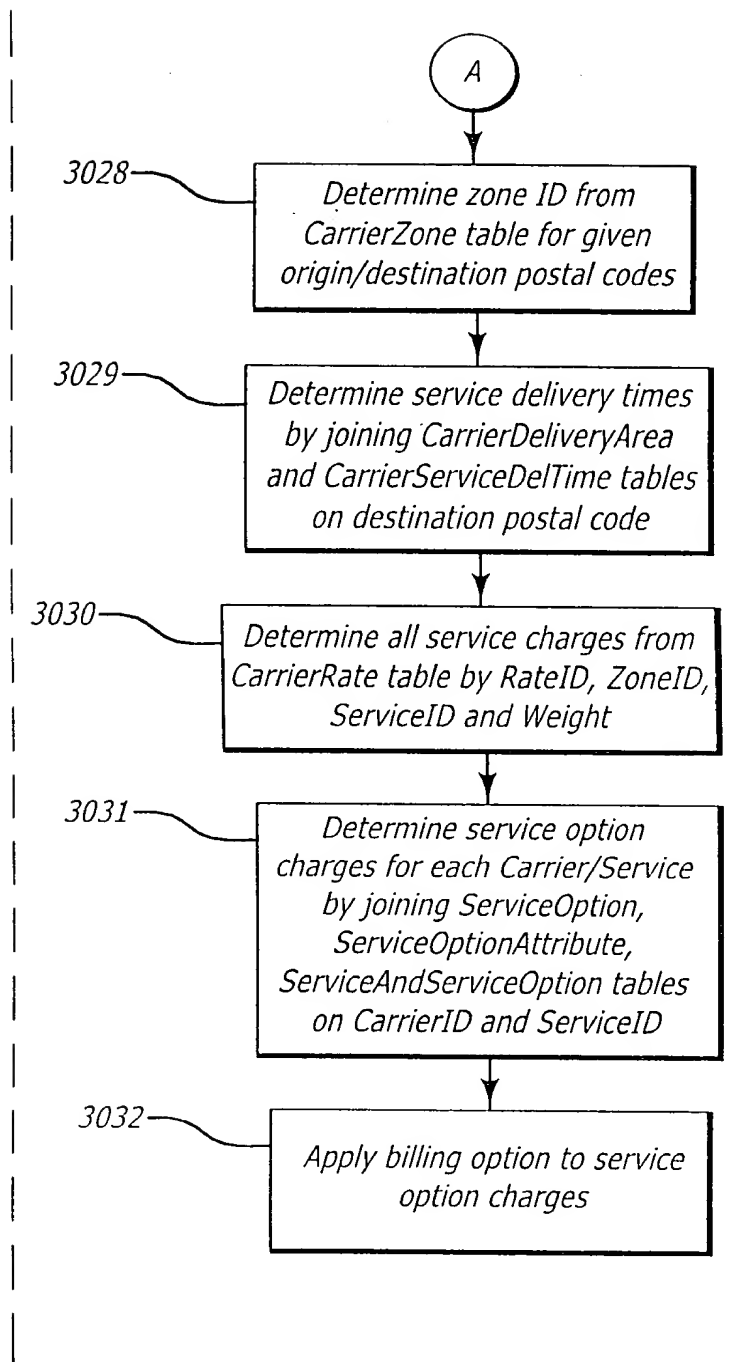 A
3028
Determine zone ID from
CarrierZone table for given
origin/destination postal codes
3029
Determine service delivery times
by joining CarrierDeliveryArea
and CarrierServiceDelTime tables
on destination postal code
3030
Determine all service charges from
CarrierRate table by RateID, ZoneID,
ServiceID and Weight
3031
Determine service option
charges for each Carrier/Service
by joining ServiceOption,
ServiceOptionAttribute,
ServiceAndServiceOption tables
on CarrierID and ServiceID
3032
Apply billing option to service
option charges